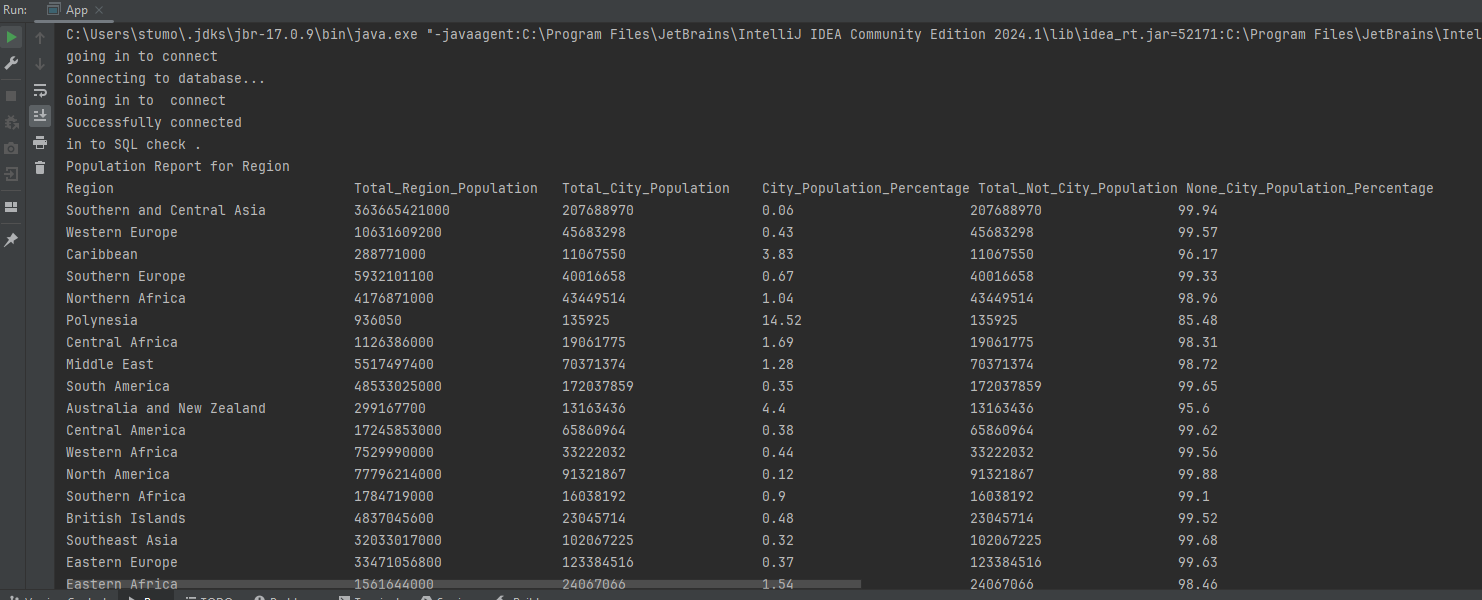 Run: App
C:\Users\stumo\.jdks\jbr-17.0.9\bin\java.exe "-javaagent:C:\Program Files\JetBrains\IntelliJ IDEA Community Edition 2024.1\lib\idea_rt.jar=52171:C:\Program Files\JetBrains\Intel
going in to connect
Connecting to database...
Going in to  connect
Successfully connected
in to SQL check .
Population Report for Region
Region Total_Region_Population Total_City_Population City_Population_Percentage Total_Not_City_Population None_City_Population_Percentage
Southern and Central Asia 363665421000 207688970 0.06 207688970 99.94
Western Europe 10631609200 45683298 0.43 45683298 99.57
Caribbean 288771000 11067550 3.83 11067550 96.17
Southern Europe 5932101100 40016658 0.67 40016658 99.33
Northern Africa 4176871000 43449514 1.04 43449514 98.96
Polynesia 936050 135925 14.52 135925 85.48
Central Africa 1126386000 19061775 1.69 19061775 98.31
Middle East 5517497400 70371374 1.28 70371374 98.72
South America 48533025000 172037859 0.35 172037859 99.65
Australia and New Zealand 299167700 13163436 4.4 13163436 95.6
Central America 17245853000 65860964 0.38 65860964 99.62
Western Africa 7529990000 33222032 0.44 33222032 99.56
North America 77796214000 91321867 0.12 91321867 99.88
Southern Africa 1784719000 16038192 0.9 16038192 99.1
British Islands 4837045600 23045714 0.48 23045714 99.52
Southeast Asia 32033017000 102067225 0.32 102067225 99.68
Eastern Europe 33471056800 123384516 0.37 123384516 99.63
Eastern Africa 1561644000 24067066 1.54 24067066 98.46